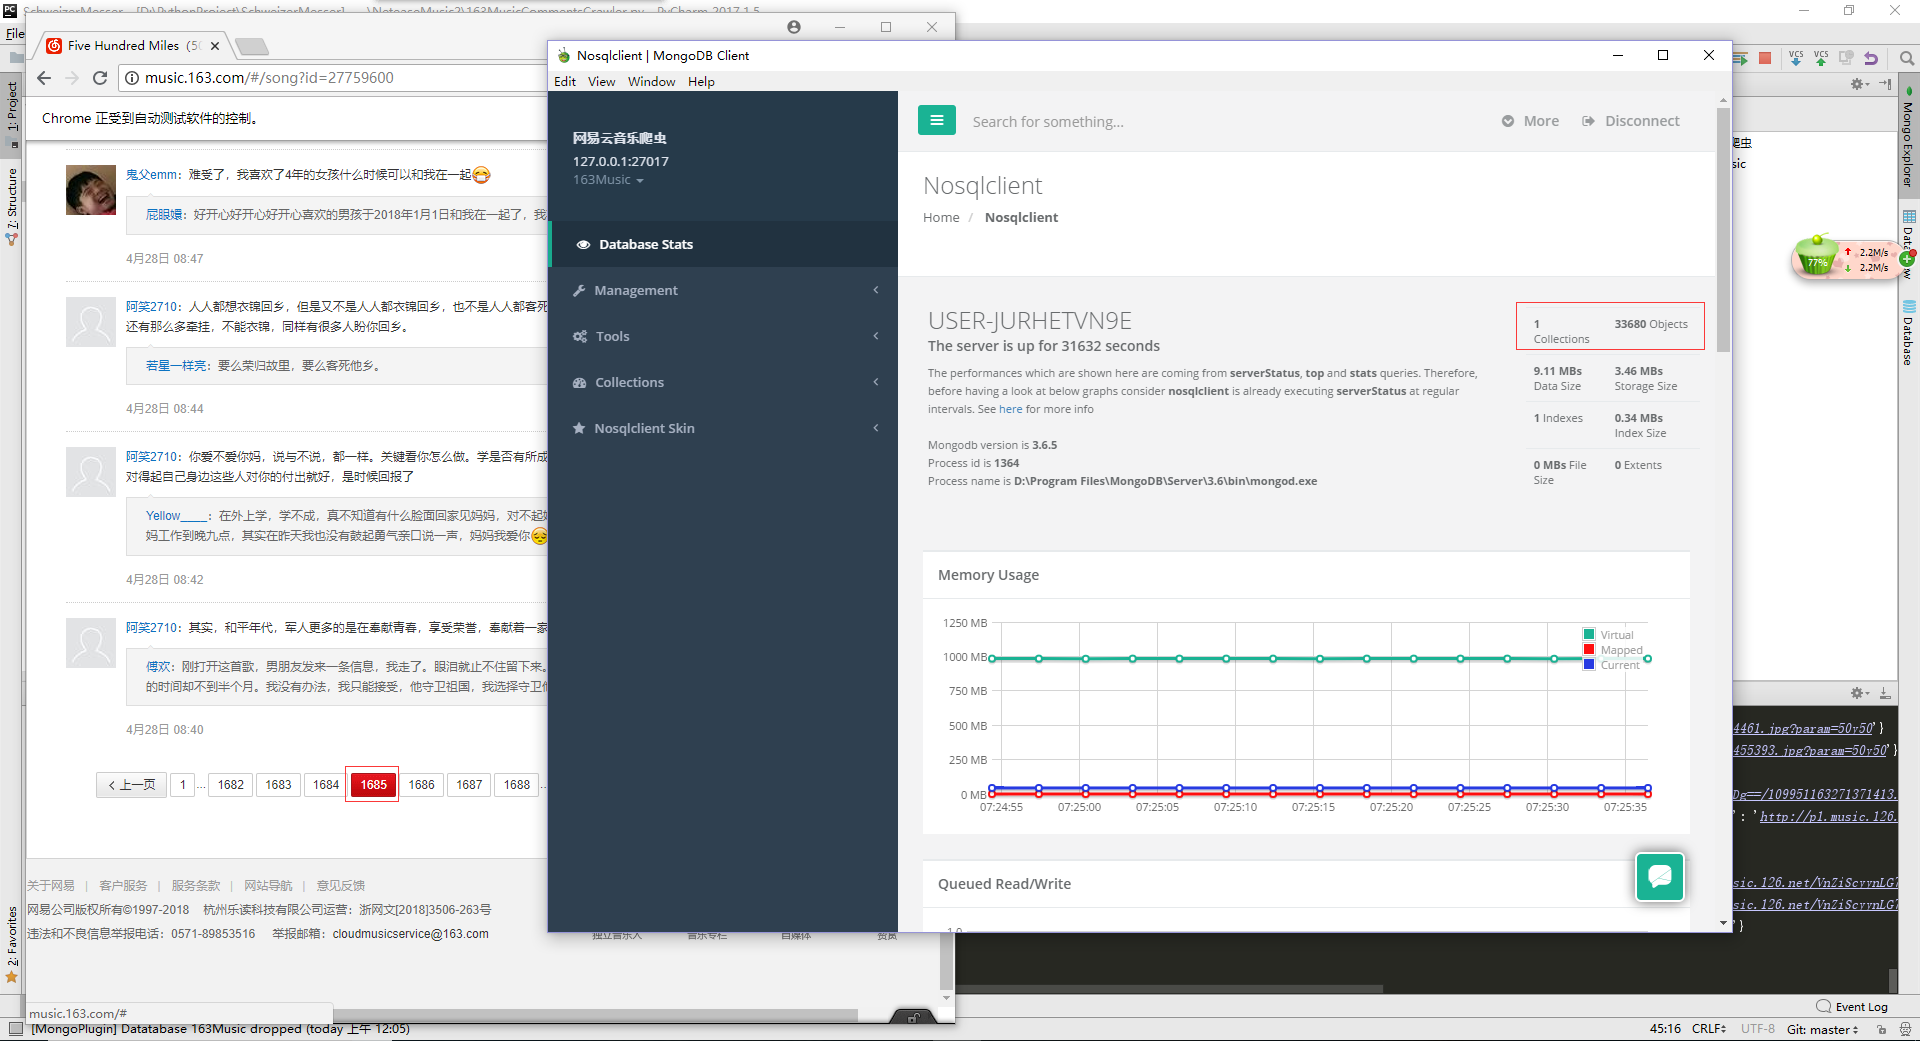 File
Five Hundred Miles (5
music.163.com/#/song?id=27759600
Chrome 正受到自动测试软件的控制。
鬼父emm：难受了，我喜欢了4年的女孩什么时候可以和我在一起
屁眼嬢：好开心好开心好开心喜欢的男孩于2018年1月1日和我在一起了，我
4月28日 08:47
阿笑2710：人人都想衣锦回乡，但是又不是人人都衣锦回乡，也不是人人都客死
还有那么多牵挂，不能衣锦，同样有很多人盼你回乡。
若星一样亮：要么荣归故里，要么客死他乡。
4月28日 08:44
阿笑2710：你爱不爱你妈，说与不说，都一样。关键看你怎么做。学是否有所成
对得起自己身边这些人对你的付出就好，是时候回报了
Yellow____：在外上学，学不成，真不知道有什么脸面回家见妈妈，对不起
妈工作到晚九点，其实在昨天我也没有鼓起勇气亲口说一声，妈妈我爱你
4月28日 08:42
阿笑2710：其实，和平年代，军人更多的是在奉献青春，享受荣誉，奉献着一家
傅欢：刚打开这首歌，男朋友发来一条信息，我走了。眼泪就止不住留下来。
的时间却不到半个月。我没有办法，我只能接受，他守卫祖国，我选择守卫
4月28日 08:40
上一页 1 ... 1682 1683 1684 1685 1686 1687 1688 ..
关于网易 | 客户服务 | 服务条款 | 网站导航 | 意见反馈
网易公司版权所有©1997-2018 杭州乐读科技有限公司运营：浙网文[2018]3506-263号
违法和不良信息举报电话：0571-89853516 举报邮箱：cloudmusicservice@163.com
music.163.com/#
[MongoPlugin] Datatabase 163Music dropped (today 上午 12:05)
1: Project
7: Structure
2: Favorites
Nosqlclient | MongoDB Client
Edit View Window Help
网易云音乐爬虫
127.0.0.1:27017
163Music
Database Stats
Management
Tools
Collections
Nosqlclient Skin
Search for something...
More
Disconnect
Nosqlclient
Home / Nosqlclient
USER-JURHETVN9E
The server is up for 31632 seconds
The performances which are shown here are coming from serverStatus, top and stats queries. Therefore,
before having a look at below graphs consider nosqlclient is already executing serverStatus at regular
intervals. See here for more info
Mongodb version is 3.6.5
Process id is 1364
Process name is D:\Program Files\MongoDB\Server\3.6\bin\mongod.exe
1 Collections
33680 Objects
9.11 MBs Data Size
3.46 MBs Storage Size
1 Indexes
0.34 MBs Index Size
0 MBs File Size
0 Extents
Memory Usage
1250 MB
1000 MB
750 MB
500 MB
250 MB
0 MB
Virtual
Mapped
Current
07:24:55 07:25:00 07:25:05 07:25:10 07:25:15 07:25:20 07:25:25 07:25:30 07:25:35
Queued Read/Write
1.0
VCS VCS
爬虫
sic
77%
2.2M/s
2.2M/s
Mongo Explorer
Database
4461.jpg?param=50y50'}
455393.jpg?param=50y50'}
Dg==/109951163271371413.
': 'http://p1.music.126.
sic.126.net/VnZiScyynLG7
sic.126.net/VnZiScyynLG7
'}
Event Log
45:16 CRLF UTF-8 Git: master